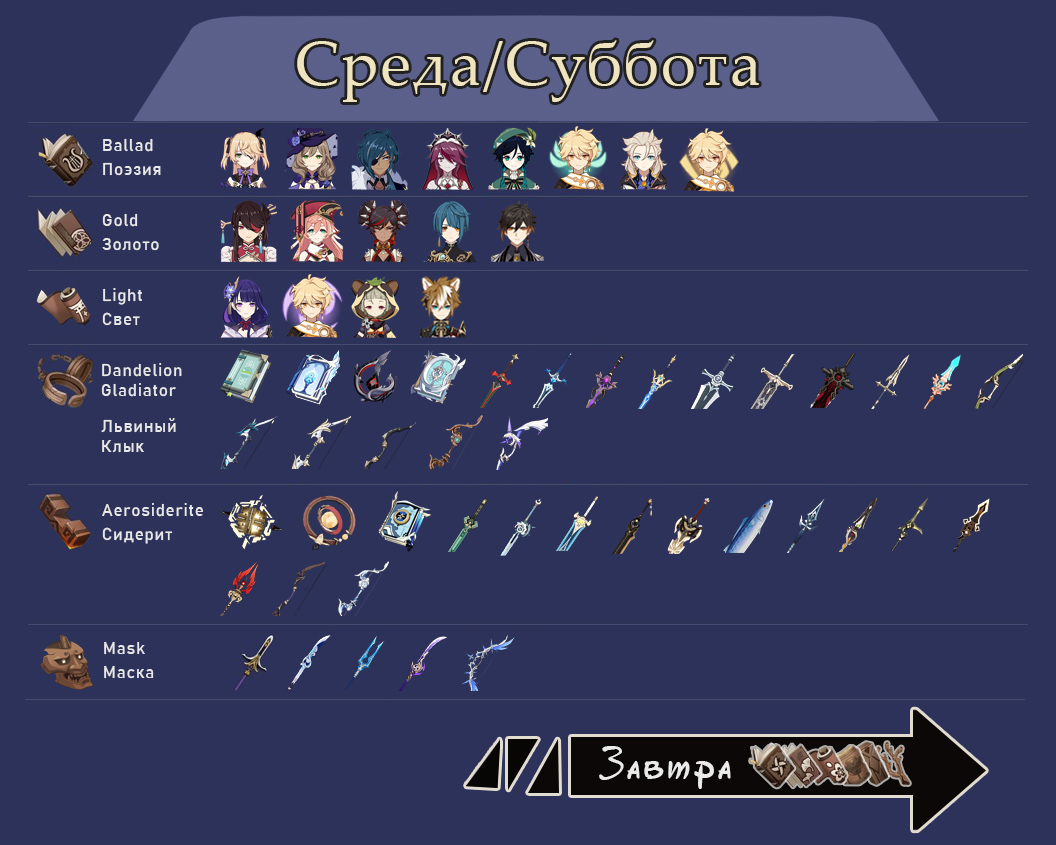 Среда/Суббота
Ballad
Поэзия
Gold
Золото
Light
Свет
Dandelion
Gladiator
Львиный
Клык
Aerosiderite
Сидерит
Mask
Маска
Завтра